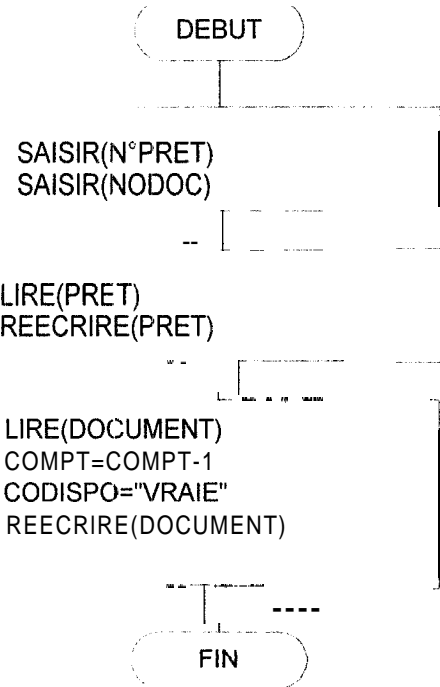 DEBUT
SAISIR(N°PRET)
SAISIR(NODOC)
LIRE(PRET)
REECRIRE(PRET)
LIRE(DOCUMENT)
COMPT=COMPT-1
CODISPO="VRAIE"
REECRIRE(DOCUMENT)
FIN